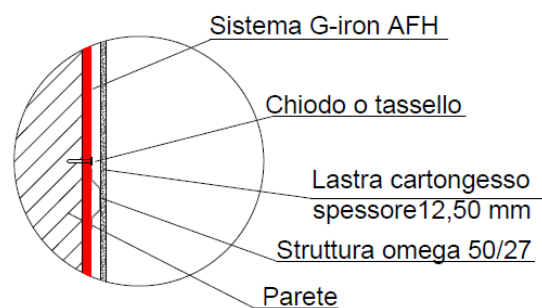 Sistema G-iron AFH
Chiodo o tassello
Lastra cartongesso
spessore12,50 mm
Struttura omega 50/27
Parete